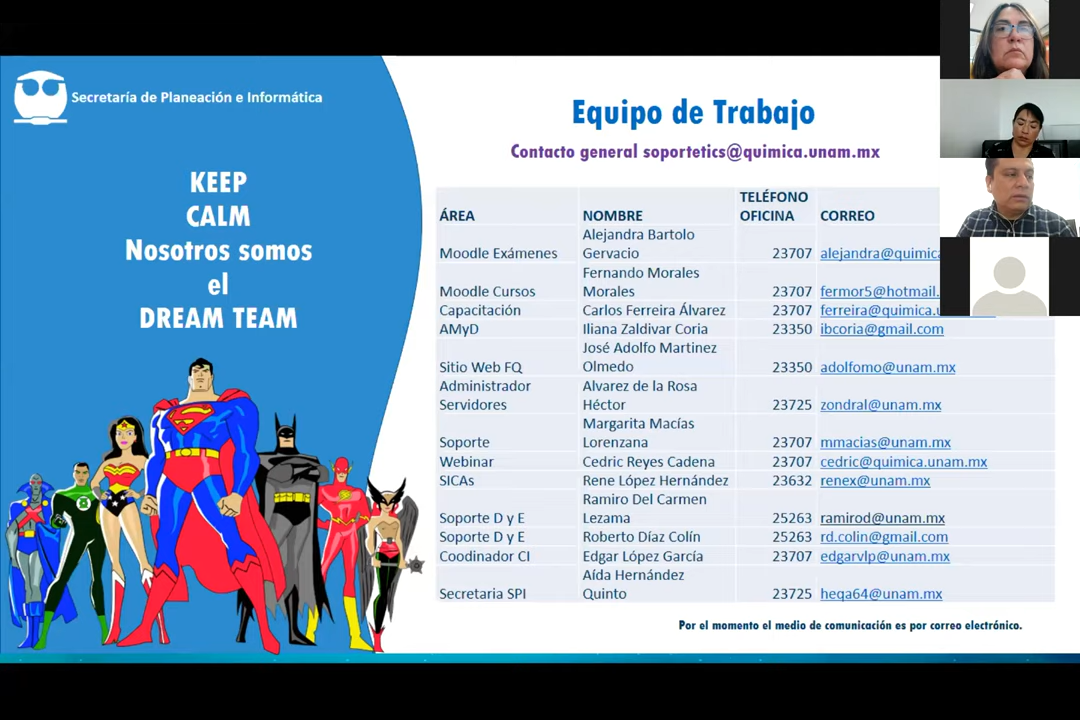 Secretaría de Planeación e Informática
KEEP
CALM
Nosotros somos
el
DREAM TEAM
Equipo de Trabajo
Contacto general soportetics@quimica.unam.mx
ÁREA NOMBRE TELÉFONO OFICINA CORREO
Moodle Exámenes Alejandra Bartolo Gervacio 23707 alejandra@quimica
Moodle Cursos Fernando Morales Morales 23707 fermor5@hotmail.
Capacitación Carlos Ferreira Álvarez 23707 ferreira@quimica.u
AMyD Iliana Zaldivar Coria 23350 ibcoria@gmail.com
Sitio Web FQ José Adolfo Martinez Olmedo 23350 adolfomo@unam.mx
Administrador Servidores Alvarez de la Rosa Héctor 23725 zondral@unam.mx
Soporte Margarita Macías Lorenzana 23707 mmacias@unam.mx
Webinar Cedric Reyes Cadena 23707 cedric@quimica.unam.mx
SICAs Rene López Hernández 23632 renex@unam.mx
Soporte D y E Ramiro Del Carmen Lezama 25263 ramirod@unam.mx
Soporte D y E Roberto Díaz Colín 25263 rd.colin@gmail.com
Coodinador CI Edgar López García 23707 edgarvlp@unam.mx
Secretaria SPI Aída Hernández Quinto 23725 heqa64@unam.mx
Por el momento el medio de comunicación es por correo electrónico.